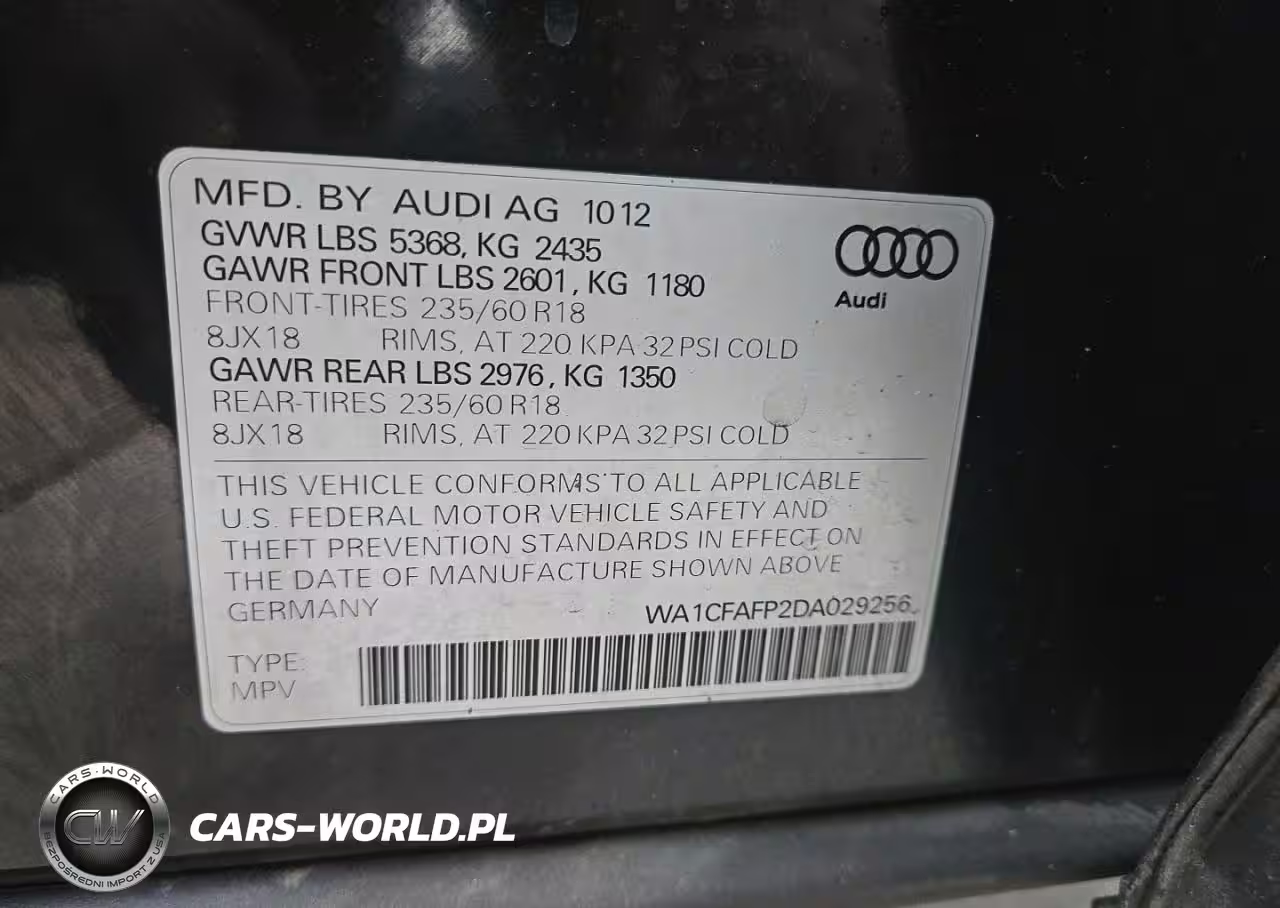 MFD. BY AUDI AG 10 12
GVWR LBS 5368, KG 2435
GAWR FRONT LBS 2601, KG 1180
FRONT-TIRES 235/60 R18
8JX18 RIMS, AT 220 KPA 32 PSI COLD
GAWR REAR LBS 2976, KG 1350
REAR-TIRES 235/60 R18
8JX18 RIMS, AT 220 KPA 32 PSI COLD
Audi
THIS VEHICLE CONFORMS TO ALL APPLICABLE
U.S. FEDERAL MOTOR VEHICLE SAFETY AND
THEFT PREVENTION STANDARDS IN EFFECT ON
THE DATE OF MANUFACTURE SHOWN ABOVE
GERMANY WA1CFAFP2DA029256
TYPE:
MPV
CARS-WORLD
CW
BEZPOŚREDNI IMPORT Z USA
CARS-WORLD.PL